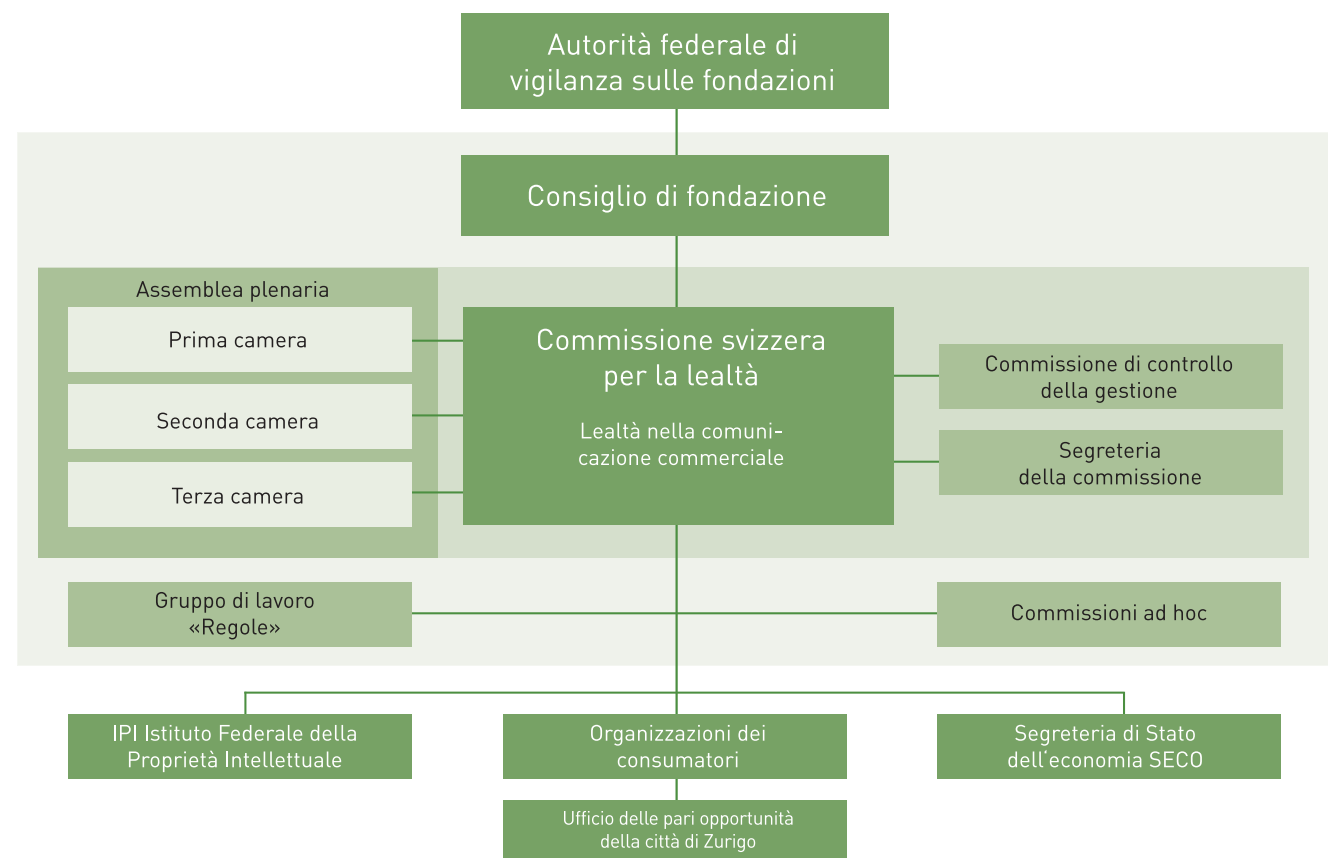 Autorità federale di
vigilanza sulle fondazioni
Consiglio di fondazione
Assemblea plenaria
Prima camera
Seconda camera
Terza camera
Commissione svizzera
per la lealtà
Lealtà nella comuni-
cazione commerciale
Commissione di controllo
della gestione
Segreteria
della commissione
Gruppo di lavoro
«Regole»
Commissioni ad hoc
IPI Istituto Federale della
Proprietà Intellettuale
Organizzazioni dei
consumatori
Segreteria di Stato
dell'economia SECO
Ufficio delle pari opportunità
della città di Zurigo